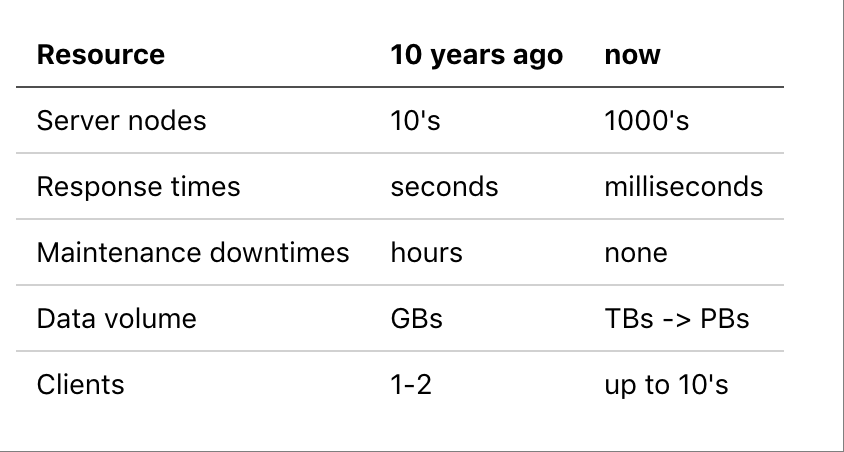 Resource 10 years ago now
Server nodes 10's 1000's
Response times seconds milliseconds
Maintenance downtimes hours none
Data volume GBs TBs -> PBs
Clients 1-2 up to 10's